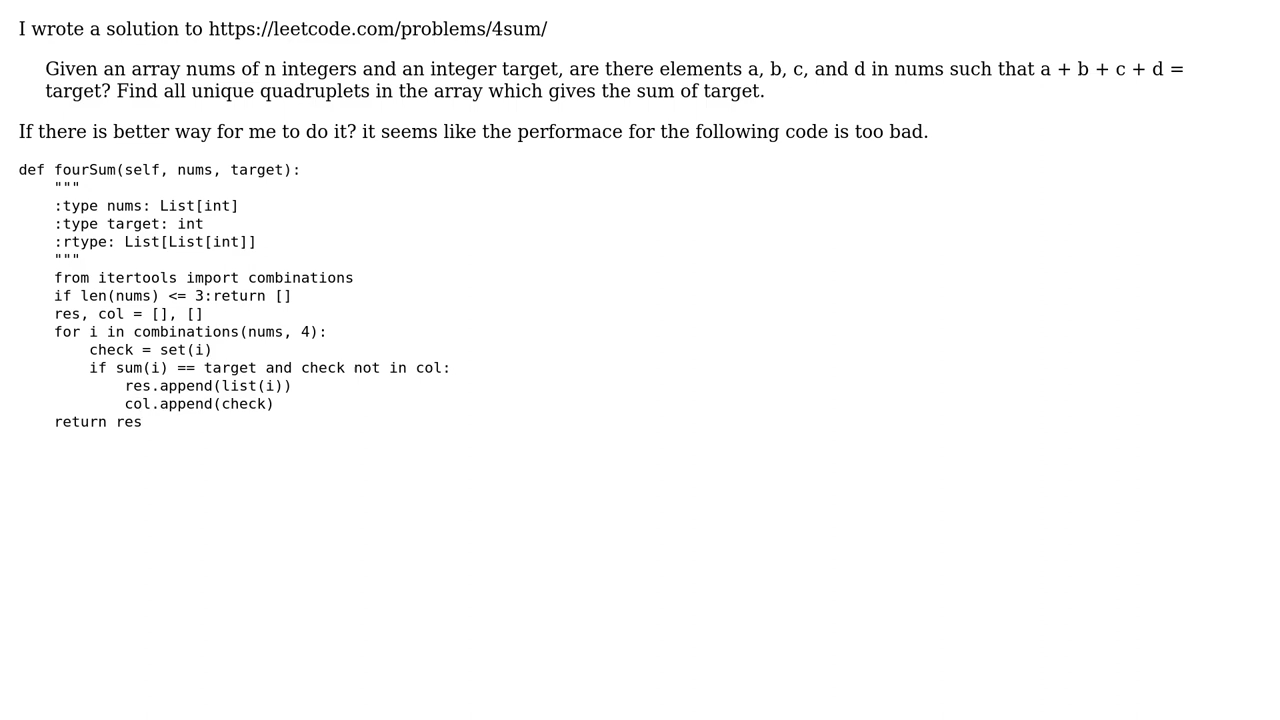 I wrote a solution to https://leetcode.com/problems/4sum/
Given an array nums of n integers and an integer target, are there elements a, b, c, and d in nums such that a + b + c + d =
target? Find all unique quadruplets in the array which gives the sum of target.
If there is better way for me to do it? it seems like the performace for the following code is too bad.
def fourSum(self, nums, target):
    """
    :type nums: List[int]
    :type target: int
    :rtype: List[List[int]]
    """
    from itertools import combinations
    if len(nums) <= 3:return []
    res, col = [], []
    for i in combinations(nums, 4):
        check = set(i)
        if sum(i) == target and check not in col:
            res.append(list(i))
            col.append(check)
    return res